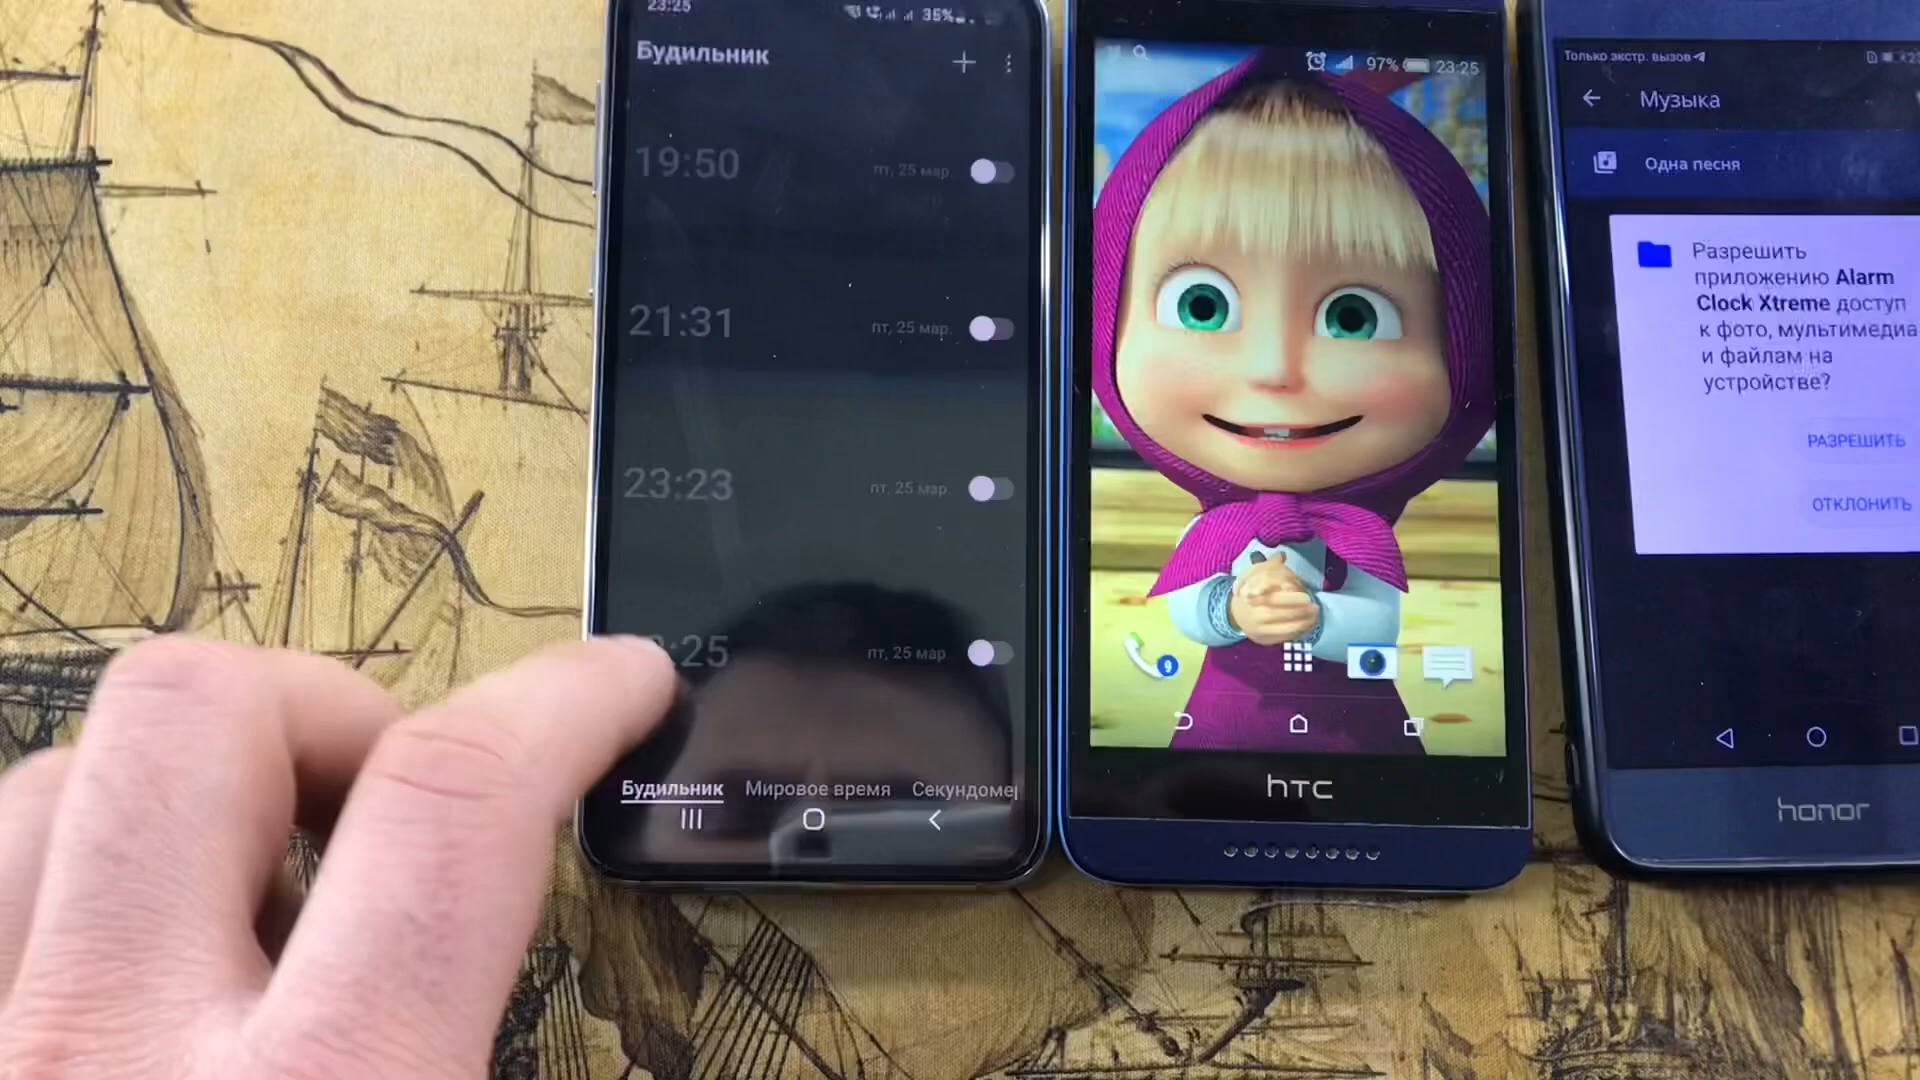 23:25
35%
Будильник
19:50
пт, 25 мар.
21:31
пт, 25 мар.
23:23
пт, 25 мар.
:25
пт, 25 мар.
Будильник
Мировое время
Секундомер
97%
23:25
9
hTC
Только экстр. вызов
Музыка
Одна песня
Разрешить
приложению Alarm
Clock Xtreme доступ
к фото, мультимедиа
и файлам на
устройстве?
РАЗРЕШИТЬ
ОТКЛОНИТЬ
honor